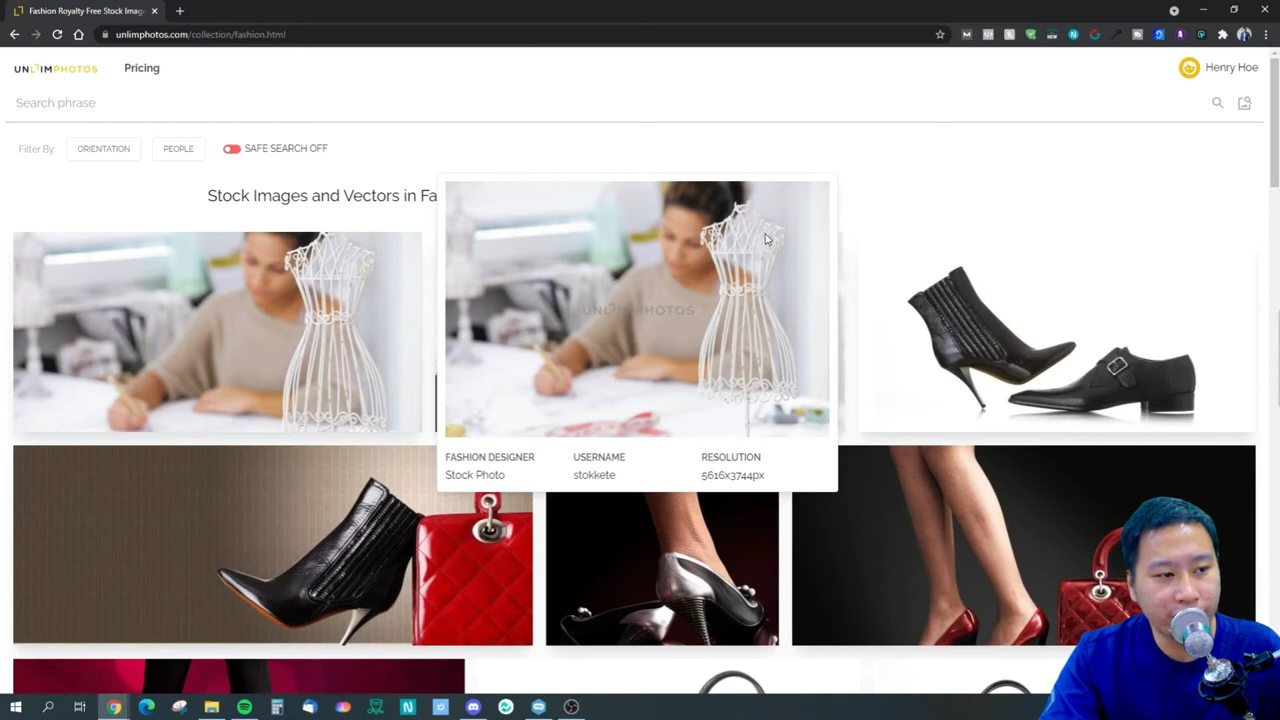 Fashion Royalty Free Stock Imag
unlimphotos.com/collection/fashion.html
UNLIMPHOTOS
Pricing
Henry Hoe
Search phrase
Filter By:
ORIENTATION
PEOPLE
SAFE SEARCH OFF
Stock Images and Vectors in Fa
UNLIMPHOTOS
FASHION DESIGNER
USERNAME
RESOLUTION
Stock Photo
stokkete
5616x3744px